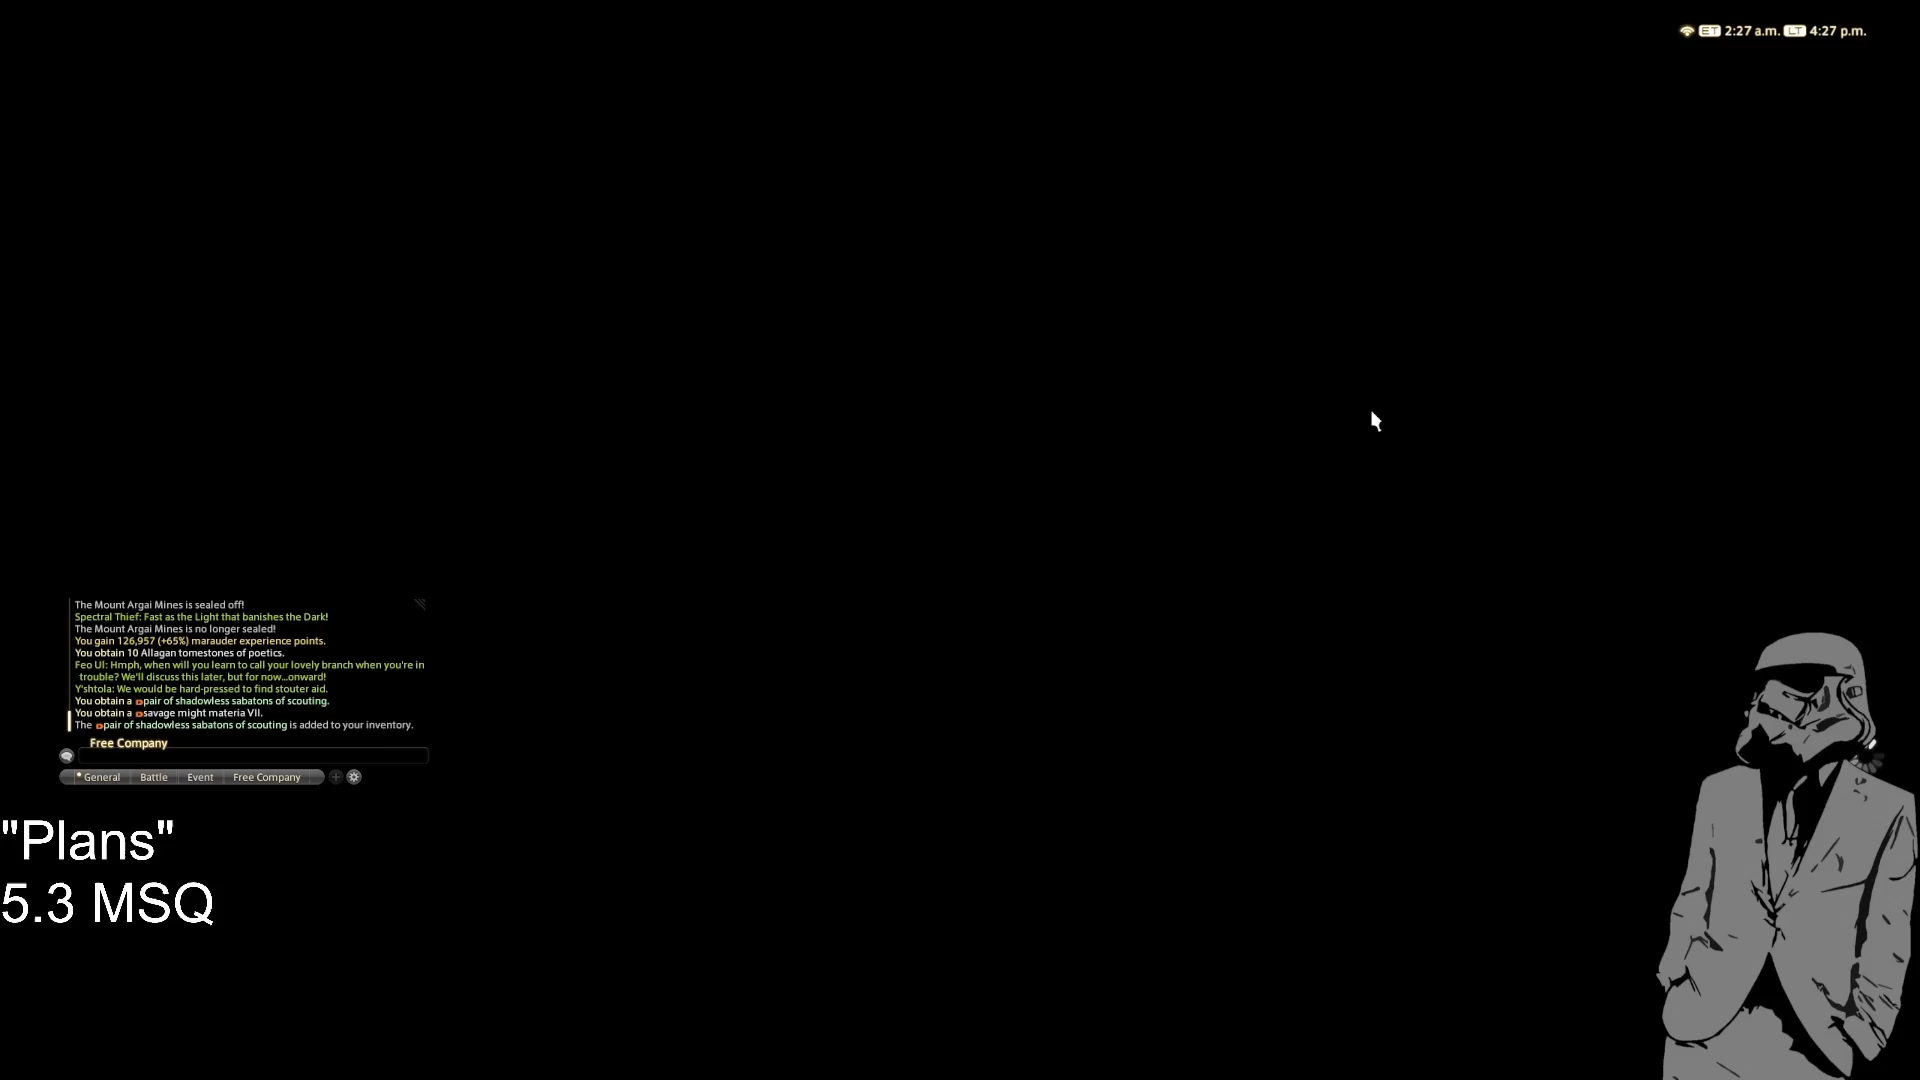 ET 2:27 a.m. LT 4:27 p.m.
The Mount Argai Mines is sealed off!
Spectral Thief: Fast as the Light that banishes the Dark!
The Mount Argai Mines is no longer sealed!
You gain 126,957 (+65%) marauder experience points.
You obtain 10 Allagan tomestones of poetics.
Feo Ul: Hmph, when will you learn to call your lovely branch when you're in
trouble? We'll discuss this later, but for now...onward!
Y'shtola: We would be hard-pressed to find stouter aid.
You obtain a pair of shadowless sabatons of scouting.
You obtain a savage might materia VII.
The pair of shadowless sabatons of scouting is added to your inventory.
Free Company
General Battle Event Free Company
"Plans"
5.3 MSQ